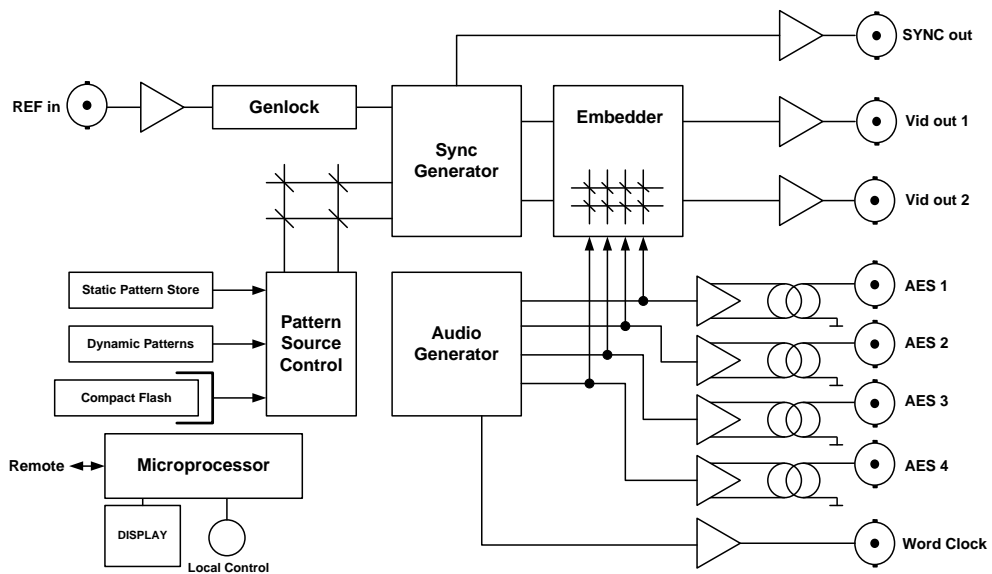 SYNC out
REF in
Genlock
Sync
Generator
Embedder
Vid out 1
Vid out 2
Static Pattern Store
Dynamic Patterns
Compact Flash
Pattern
Source
Control
Audio
Generator
AES 1
AES 2
AES 3
AES 4
Remote
Microprocessor
DISPLAY
Local Control
Word Clock